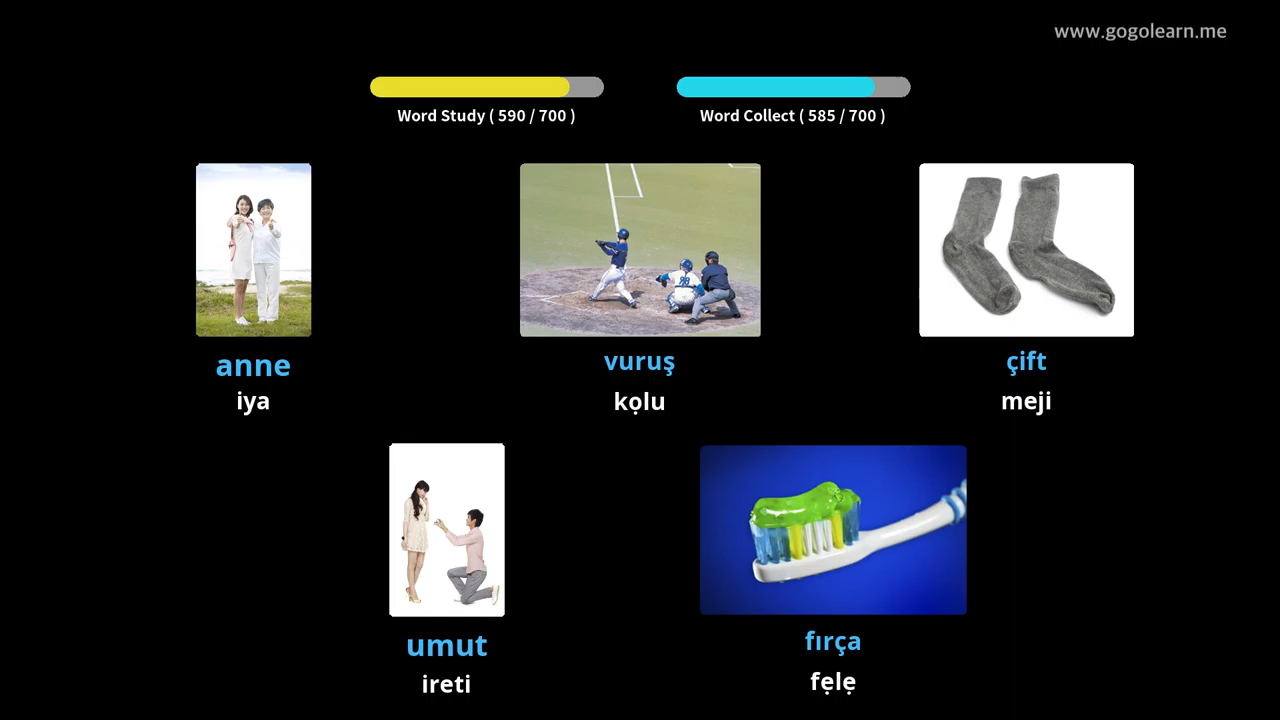 www.gogolearn.me
Word Study ( 590 / 700 )
Word Collect ( 585 / 700 )
anne
iya
vuruş
kọlu
çift
meji
umut
ireti
fırça
fẹlẹ